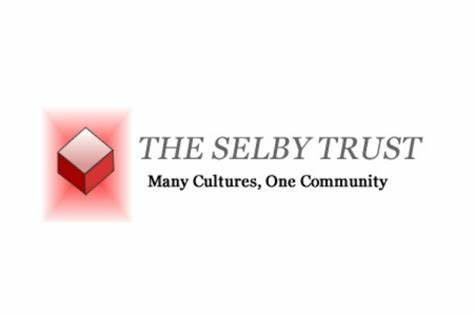 THE SELBY TRUST
Many Cultures, One Community